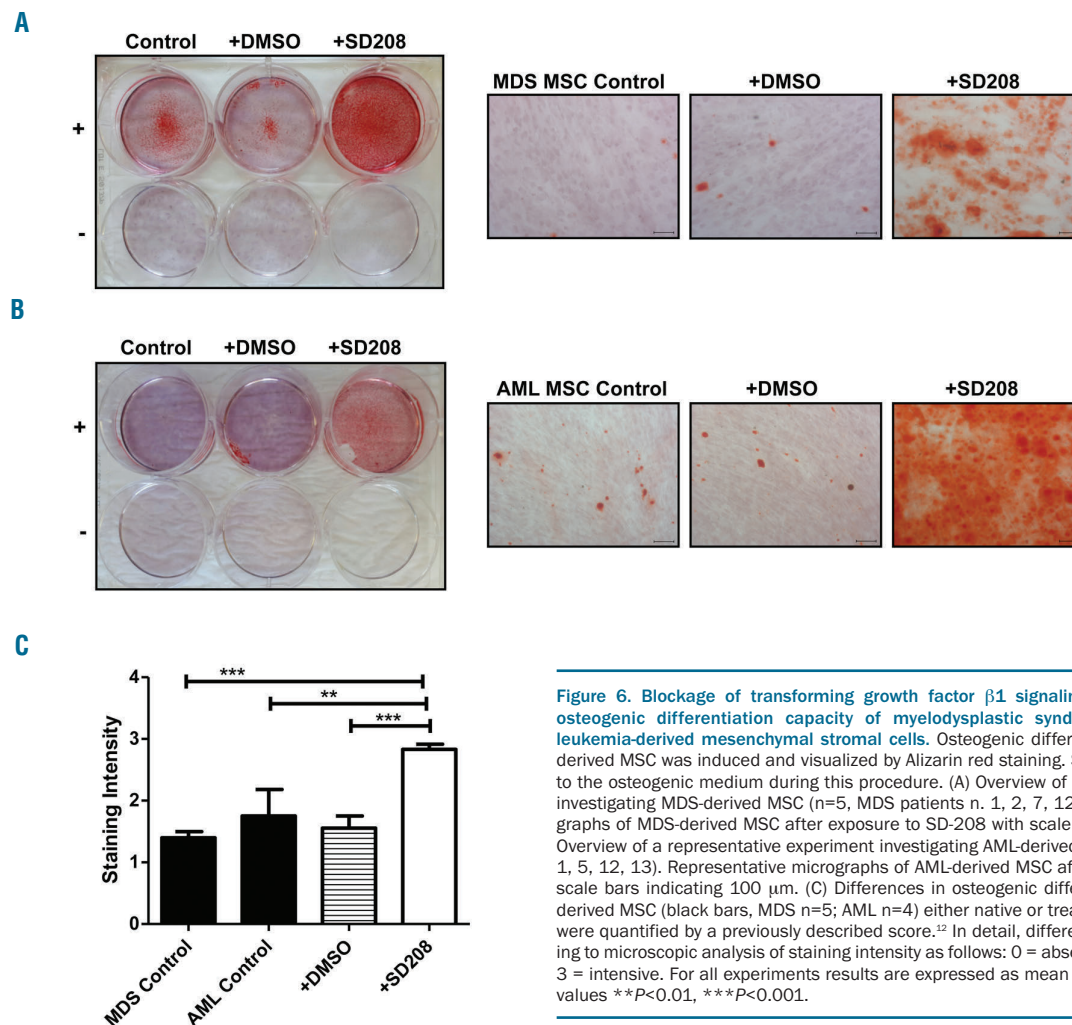 A
Control +DMSO +SD208
+
-
MDS MSC Control +DMSO +SD208
B
Control +DMSO +SD208
+
-
AML MSC Control +DMSO +SD208
C
Staining Intensity
4
3
2
1
0
***
**
***
MDS Control
AML Control
+DMSO
+SD208
Figure 6. Blockage of transforming growth factor β1 signalin
osteogenic differentiation capacity of myelodysplastic synd
leukemia-derived mesenchymal stromal cells. Osteogenic differ
derived MSC was induced and visualized by Alizarin red staining.
to the osteogenic medium during this procedure. (A) Overview of
investigating MDS-derived MSC (n=5, MDS patients n. 1, 2, 7, 12
graphs of MDS-derived MSC after exposure to SD-208 with scale
Overview of a representative experiment investigating AML-derived
1, 5, 12, 13). Representative micrographs of AML-derived MSC af
scale bars indicating 100 μm. (C) Differences in osteogenic diffe
derived MSC (black bars, MDS n=5; AML n=4) either native or trea
were quantified by a previously described score.¹² In detail, differe
ing to microscopic analysis of staining intensity as follows: 0 = abse
3 = intensive. For all experiments results are expressed as mean
values **P<0.01, ***P<0.001.